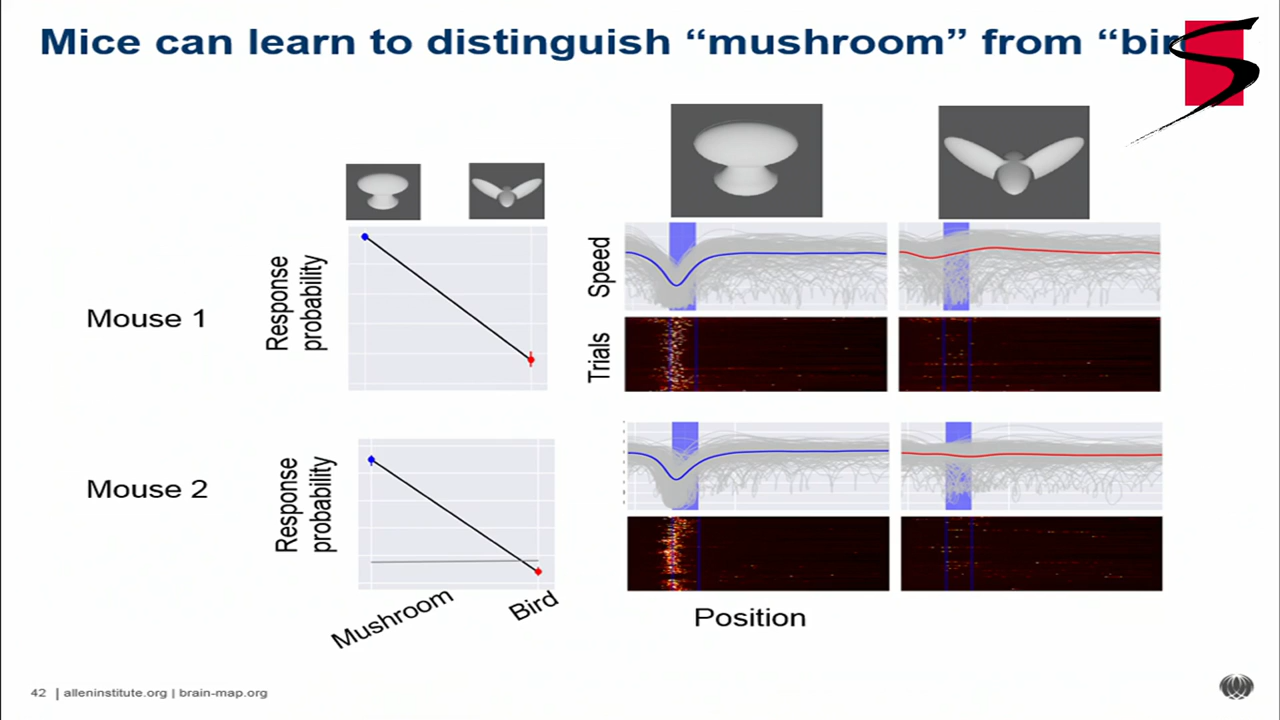 Mice can learn to distinguish “mushroom” from “bir
Mouse 1
Response
probability
Speed
Trials
Mouse 2
Response
probability
Mushroom
Bird
Position
42 | alleninstitute.org | brain-map.org